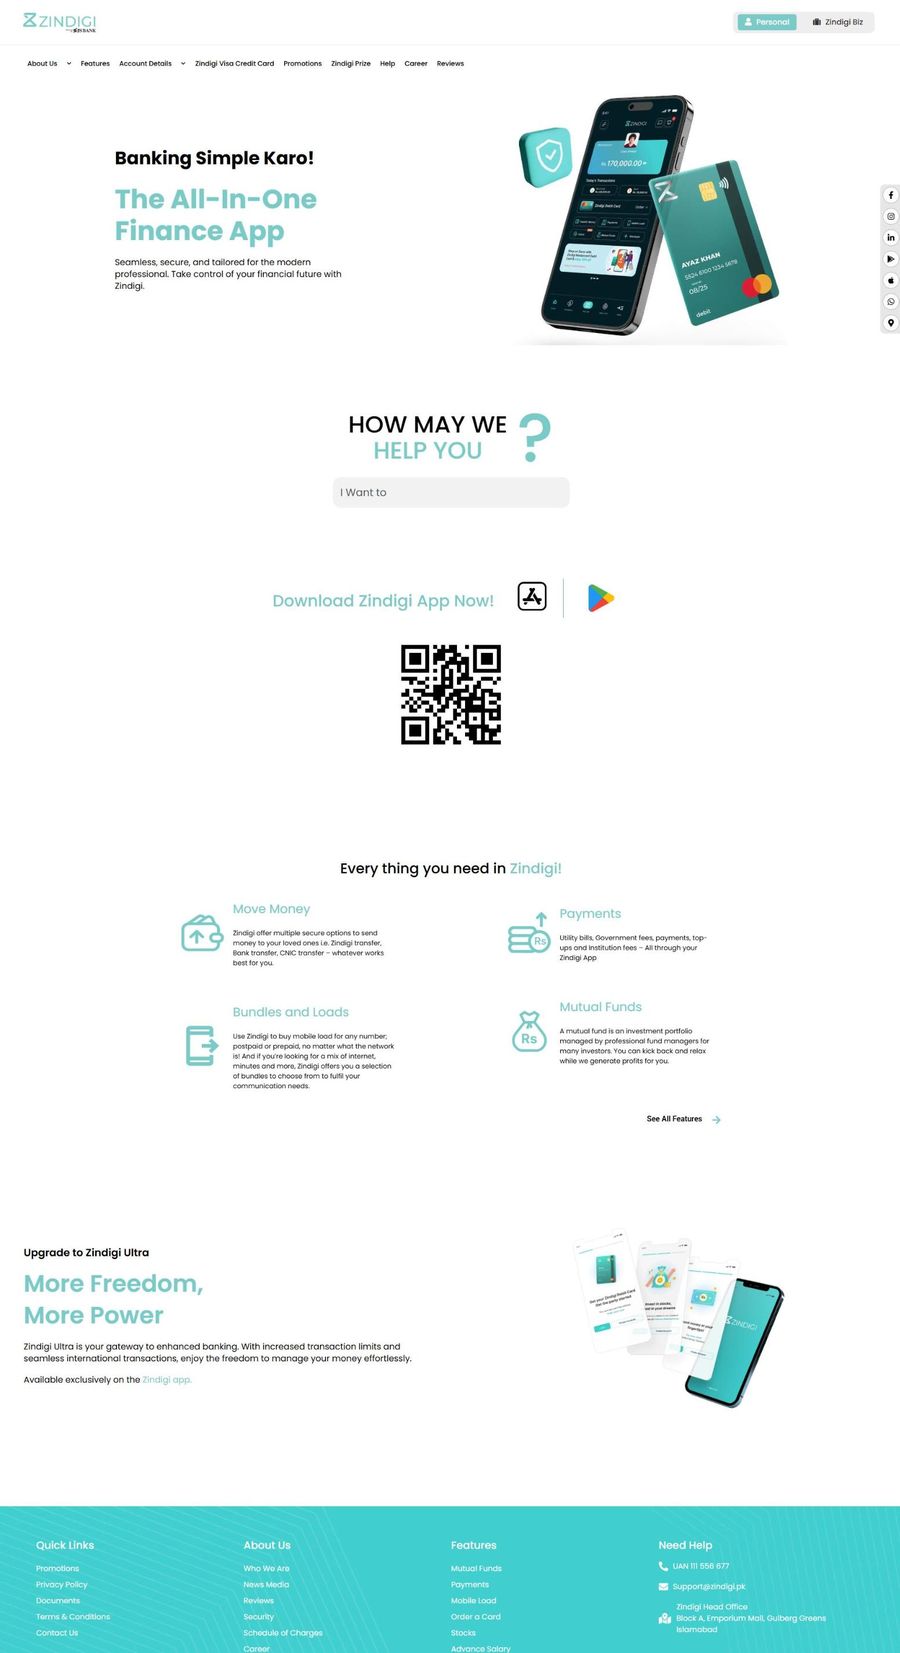 ZINDIGI
JS BANK
Personal
Zindigi Biz
About Us
Features
Account Details
Zindigi Visa Credit Card
Promotions
Zindigi Prize
Help
Career
Reviews
Banking Simple Karo!
The All-In-One
Finance App
Seamless, secure, and tailored for the modern
professional. Take control of your financial future with
Zindigi.
ZINDIGI
Rs. 170,000.00
Today's Transactions
Zindigi Debit Card
AYAZ KHAN
5524 6100 1234 5678
08/25
debit
HOW MAY WE
HELP YOU
?
I Want to
Download Zindigi App Now!
Every thing you need in Zindigi!
Move Money
Zindigi offer multiple secure options to send
money to your loved ones i.e. Zindigi transfer,
Bank transfer, CNIC transfer – whatever works
best for you.
Rs
Payments
Utility bills, Government fees, payments, top-
ups and Institution fees – All through your
Zindigi App
Bundles and Loads
Use Zindigi to buy mobile load for any number;
postpaid or prepaid, no matter what the network
is! And if you're looking for a mix of internet,
minutes and more, Zindigi offers you a selection
of bundles to choose from to fulfil your
communication needs.
Rs
Mutual Funds
A mutual fund is an investment portfolio
managed by professional fund managers for
many investors. You can kick back and relax
while we generate profits for you.
See All Features
Upgrade to Zindigi Ultra
More Freedom,
More Power
Zindigi Ultra is your gateway to enhanced banking. With increased transaction limits and
seamless international transactions, enjoy the freedom to manage your money effortlessly.
Available exclusively on the Zindigi app.
ZINDIGI
Quick Links
Promotions
Privacy Policy
Documents
Terms & Conditions
Contact Us
About Us
Who We Are
News Media
Reviews
Security
Schedule of Charges
Career
Features
Mutual Funds
Payments
Mobile Load
Order a Card
Stocks
Advance Salary
Need Help
UAN 111 556 677
Support@zindigi.pk
Zindigi Head Office
Block A, Emporium Mall, Gulberg Greens
Islamabad